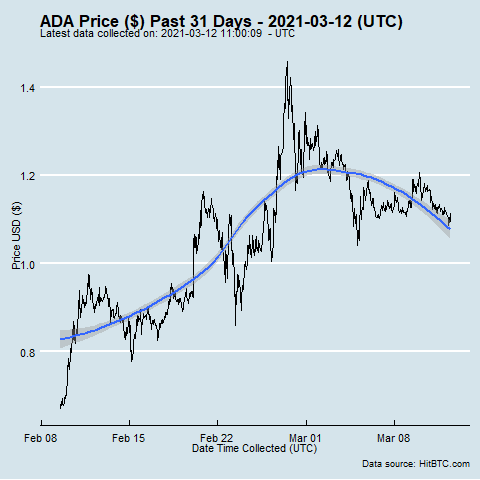 ADA Price ($) Past 31 Days - 2021-03-12 (UTC)
Latest data collected on: 2021-03-12 11:00:09 - UTC
Price USD ($)
1.4
1.2
1.0
0.8
Feb 08
Feb 15
Feb 22
Mar 01
Mar 08
Date Time Collected (UTC)
Data source: HitBTC.com